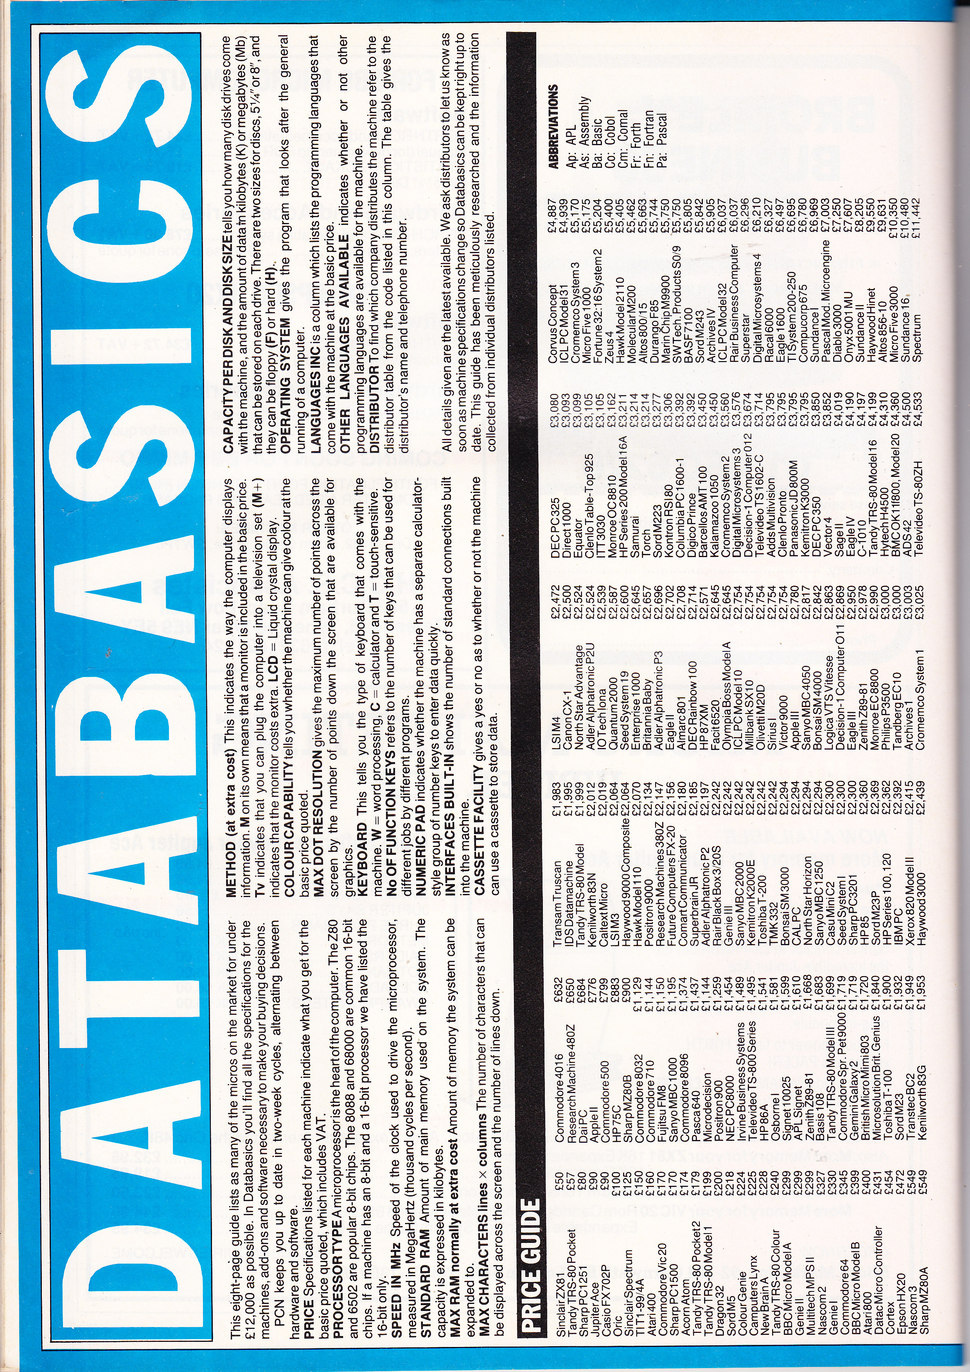 DATABASICS
This eight-page guide lists as many of the micros on the market for under
£12,000 as possible. In Databasics you'll find all the specifications for the
machines, add-ons and software necessary to make your buying decisions.
PCN keeps you up to date in two-week cycles, alternating between
hardware and software.
PRICE Specifications listed for each machine indicate what you get for the
basic price quoted, which includes VAT.
PROCESSOR TYPE A microprocessor is the heart of the computer. The Z80
and 6502 are popular 8-bit chips. The 8088 and 68000 are common 16-bit
chips. If a machine has an 8-bit and a 16-bit processor we have listed the
16-bit only.
SPEED IN MHz Speed of the clock used to drive the microprocessor,
measured in MegaHertz (thousand cycles per second).
STANDARD RAM Amount of main memory used on the system. The
capacity is expressed in kilobytes.
MAX RAM normally at extra cost Amount of memory the system can be
expanded to.
MAX CHARACTERS lines × columns The number of characters that can
be displayed across the screen and the number of lines down.
METHOD (at extra cost) This indicates the way the computer displays
information. M on its own means that a monitor is included in the basic price.
Tv indicates that you can plug the computer into a television set (M+)
indicates that the monitor costs extra. LCD = Liquid crystal display.
COLOUR CAPABILITY tells you whether the machine can give colour at the
basic price quoted.
MAX DOT RESOLUTION gives the maximum number of points across the
screen by the number of points down the screen that are available for
graphics.
KEYBOARD This tells you the type of keyboard that comes with the
machine. W = word processing, C = calculator and T = touch-sensitive.
No OF FUNCTION KEYS refers to the number of keys that can be used for
different jobs by different programs.
NUMERIC PAD indicates whether the machine has a separate calculator-
style group of number keys to enter data quickly.
INTERFACES BUILT-IN shows the number of standard connections built
into the machine.
CASSETTE FACILITY gives a yes or no as to whether or not the machine
can use a cassette to store data.
CAPACITY PER DISK AND DISK SIZE tells you how many disk drives come
with the machine, and the amount of data in kilobytes (K) or megabytes (Mb)
that can be stored on each drive. There are two sizes for discs, 5¼" or 8", and
they can be floppy (F) or hard (H).
OPERATING SYSTEM gives the program that looks after the general
running of a computer.
LANGUAGES INC is a column which lists the programming languages that
come with the machine at the basic price.
OTHER LANGUAGES AVAILABLE indicates whether or not other
programming languages are available for the machine.
DISTRIBUTOR To find which company distributes the machine refer to the
distributor table from the code listed in this column. The table gives the
distributor's name and telephone number.
All details given are the latest available. We ask distributors to let us know as
soon as machine specifications change so Databasics can be kept right up to
date. This guide has been meticulously researched and the information
collected from individual distributors listed.
PRICE GUIDE
Sinclair ZX81 £50
Tandy TRS-80 Pocket £57
Sharp PC1251 £80
Jupiter Ace £90
Casio FX702P £90
Oric £100
Sinclair Spectrum £125
TI TI-99/4A £150
Atari 400 £160
Commodore Vic 20 £170
Sharp PC1500 £170
Acorn Atom £174
Tandy TRS-80 Pocket 2 £179
Tandy TRS-80 Model 1 £199
Dragon 32 £200
Sord M5 £218
Colour Genie £224
Camputers Lynx £225
New Brain A £228
Tandy TRS-80 Colour £240
BBC Micro Model A £299
Genie I £299
Multitech MPS II £299
Nascom 2 £327
Genie II £330
Commodore 64 £345
BBC Micro Model B £399
Atari 800 £400
Datac Micro Controller £431
Cortex £454
Epson HX20 £472
Nascom 3 £549
Sharp MZ80A £549
Commodore 4016 £632
Research Machine 480Z £650
Dai PC £684
Apple II £776
Commodore 500 £799
HP 75C £883
Sharp MZ80B £900
Commodore 8032 £1,129
Commodore 710 £1,144
Fujitsu FM8 £1,150
Sanyo MBC 1000 £1,195
Commodore 8096 £1,374
Pasca 640 £1,437
Microdecision £1,144
Positron 900 £1,259
NEC PC8000 £1,454
Irvine Business Systems £1,489
Televideo TS-800 Series £1,495
HP 86A £1,541
Osborne I £1,581
Signet 10025 £1,599
APL Signet £1,610
Zenith Z89-81 £1,668
Basis 108 £1,683
Tandy TRS-80 Model III £1,699
Commodore Spr. Pet 9000 £1,719
Gemini Galaxy 2 £1,719
British Micro Mimi 803 £1,720
Microsolution Brit. Genius £1,840
Toshiba T-100 £1,900
Sord M23 £1,932
Transtec BC2 £1,949
Kenilworth 83G £1,953
Transam Tuscan £1,983
IDS Datamachine £1,995
Tandy TRS-80 Model £1,999
Kenilworth 83N £2,012
Caltext Micro £2,019
LSI M3 £2,064
Haywood 9000 Composite £2,064
Hawk Model 110 £2,070
Positron 9000 £2,134
Research Machines 380Z £2,147
Future Computers FX-20 £2,156
Comart Communicator £2,180
Superbrain JR £2,185
Adler Alphatronic P2 £2,197
Rair Black Box 3/20S £2,242
Genie III £2,242
Sanyo MBC 2000 £2,242
Kemitron K2000E £2,242
Toshiba T-200 £2,242
TMK 332 £2,242
Bonsai SM3000 £2,294
CAL PC £2,294
North Star Horizon £2,294
Sanyo MBC 1250 £2,294
Casu Mini C2 £2,300
Seed System I £2,300
Sharp PC3201 £2,300
HP 85 £2,360
Sord M23P £2,369
HP Series 100, 120 £2,362
IBM PC £2,392
Xerox 820 Model II £2,415
Haywood 3000 £2,439
LSI M4 £2,472
Canon CX-1 £2,500
North Star Advantage £2,524
Adler Alphatronic P2U £2,524
IO Tech Iona £2,539
Quantum 2000 £2,587
Seed System 19 £2,600
Enterprise 1000 £2,645
Britannia Baby £2,657
Adler Alphatronic P3 £2,696
Eagle II £2,702
Almarc 801 £2,708
DEC Rainbow 100 £2,714
HP 87XM £2,571
Facit 6520 £2,645
Olympia Boss Model A £2,645
ICL PC Model 10 £2,754
Millbank SX10 £2,754
Olivetti M20D £2,754
Sirius I £2,754
Victor 9000 £2,754
Apple III £2,780
Sanyo MBC 4050 £2,817
Bonsai SM4000 £2,842
Logica VTS Vitesse £2,863
Decision-1 Computer D11 £2,869
Eagle III £2,950
Zenith Z89-81 £2,978
Monroe EC 8800 £2,990
Philips P3500 £3,000
Tandberg EC10 £3,000
Archives 1 £3,003
Cromemco System 1 £3,025
DEC PC325 £3,080
Direct 1000 £3,093
Equator £3,099
Clenlo Table-Top 925 £3,105
ITT 3030 £3,105
Monroe OC 8810 £3,162
HP Series 200 Model 16A £3,211
Samurai £3,214
Torch £3,214
Sord M223 £3,277
Kontron RSI 80 £3,306
Columbia PC 1600-1 £3,392
Digico Prince £3,392
Barcellos AMT 100 £3,450
Kalamazoo 1050 £3,450
Cromemco System 2 £3,560
Digital Microsystems 3 £3,576
Decision-1 Computer 012 £3,674
Televideo TS1602-C £3,714
Adds Multivision £3,795
Clenlo Pronto £3,795
Panasonic JD800M £3,795
Kemitron K3000 £3,795
DEC PC350 £3,850
Vector 4 £3,852
Sage II £4,019
Eagle IV £4,190
C-1010 £4,197
Tandy TRS-80 Model 16 £4,199
Hytech H4500 £4,310
BMC OK1 If800, Model 20 £4,360
ADS 42 £4,500
Televideo TS-80ZH £4,533
Corvus Concept £4,887
ICL PC Model 31 £4,939
Cromemco System 3 £5,170
Micro Five 1000 £5,175
Fortune 32:16 System 2 £5,204
Zeus 4 £5,400
Hawk Model 2110 £5,405
Molecular M200 £5,462
Altos 800/15 £5,663
Durango F85 £5,744
Marin Chip M9900 £5,750
SW Tech. Products S0/9 £5,750
BASF 7100 £5,805
Sord M243 £5,842
Archives IV £5,905
ICL PC Model 32 £6,037
Rair Business Computer £6,037
Superstar £6,296
Digital Microsystems 4 £6,210
Racal 6000 £6,327
Eagle 1600 £6,497
TI System 200-250 £6,695
Compucorp 675 £6,780
Sundance I £6,969
Pascal Mod. Microengine £7,002
Diablo 3000 £7,250
Onyx 5001 MU £7,607
Sundance II £8,205
Haywood Hinet £9,550
Altos 8586-10 £9,631
Micro Five 3000 £10,350
Sundance 16 £10,480
Spectrum £11,442
ABBREVIATIONS
Ap: APL
As: Assembly
Ba: Basic
Co: Cobol
Cm: Comal
Fr: Forth
Fn: Fortran
Pa: Pascal